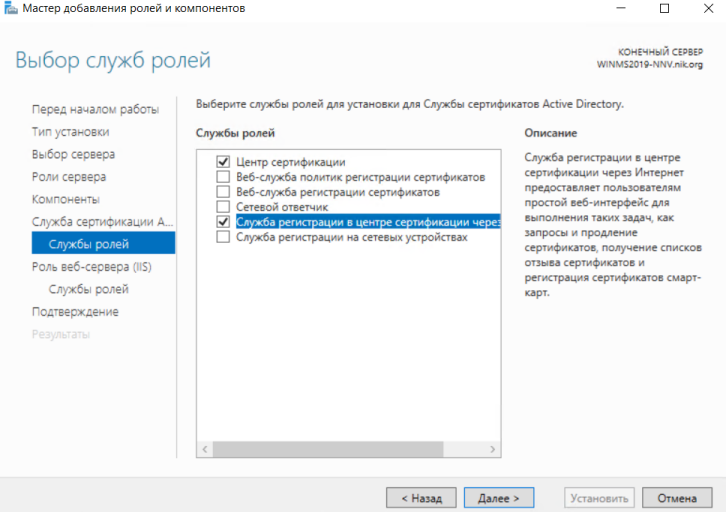 Мастер добавления ролей и компонентов
Выбор служб ролей
КОНЕЧНЫЙ СЕРВЕР
WINMS2019-NNV.nik.org
Перед началом работы
Тип установки
Выбор сервера
Роли сервера
Компоненты
Служба сертификации A...
Службы ролей
Роль веб-сервера (IIS)
Службы ролей
Подтверждение
Результаты
Выберите службы ролей для установки для Службы сертификатов Active Directory.
Службы ролей
Центр сертификации
Веб-служба политик регистрации сертификатов
Веб-служба регистрации сертификатов
Сетевой ответчик
Служба регистрации в центре сертификации через
Служба регистрации на сетевых устройствах
Описание
Служба регистрации в центре
сертификации через Интернет
предоставляет пользователям
простой веб-интерфейс для
выполнения таких задач, как
запросы и продление
сертификатов, получение списков
отзыва сертификатов и
регистрация сертификатов смарт-
карт.
< Назад
Далее >
Установить
Отмена